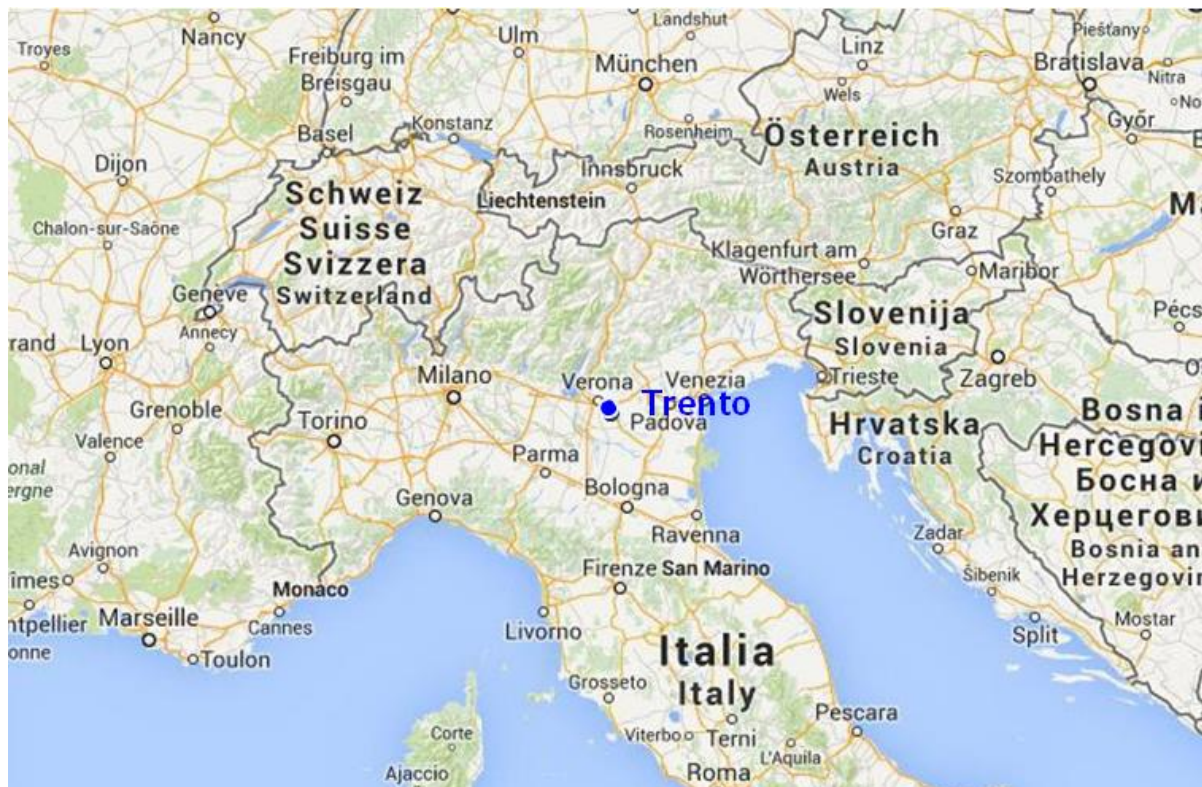 Troyes
Nancy
Freiburg im
Breisgau
Ulm
Landshut
München
Linz
Wels
Piešťany
Bratislava
Nitra
No
Basel
Konstanz
Rosenheim
Österreich
Austria
Győr
Dijon
Innsbruck
Szombathely
Schweiz
Suisse
Svizzera
Switzerland
Liechtenstein
Ma
Chalon-sur-Saône
Graz
Klagenfurt am
Wörthersee
Maribor
Genève
Annecy
Slovenija
Slovenia
Pécs
rand
Lyon
Milano
Verona
Venezia
Trieste
Zagreb
Trento
Padova
Grenoble
Torino
Hrvatska
Croatia
Valence
Parma
Bosna i
Hercegovi
Босна и
Херцегови
Bosnia an
Herzegovin
Genova
Bologna
Ravenna
Zadar
Avignon
Firenze
San Marino
Šibenik
Monaco
Marseille
Cannes
Livorno
Mostar
Split
Toulon
Italia
Italy
Grosseto
Pescara
Viterbo
Terni
Corte
L'Aquila
Ajaccio
Roma